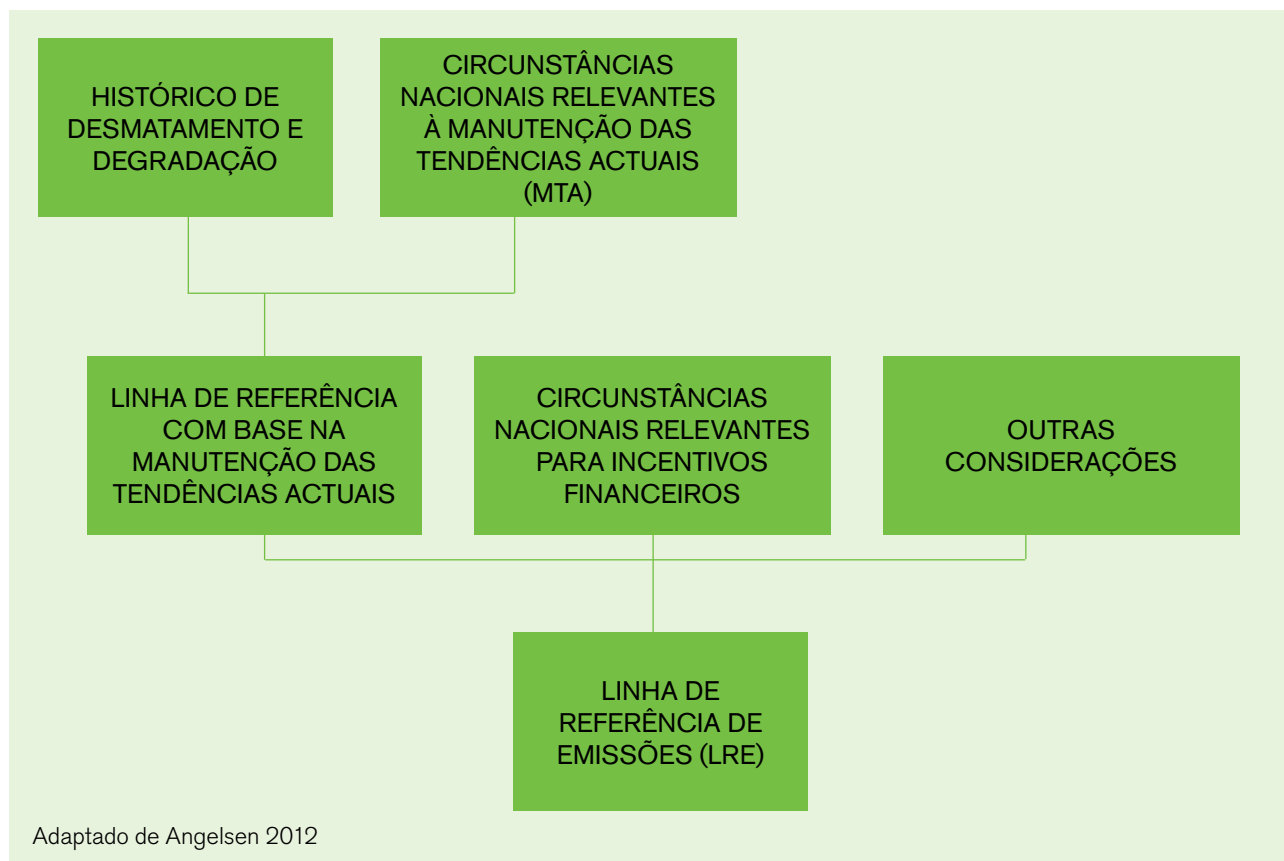 HISTÓRICO DE
DESMATAMENTO E
DEGRADAÇÃO
CIRCUNSTÂNCIAS
NACIONAIS RELEVANTES
À MANUTENÇÃO DAS
TENDÊNCIAS ACTUAIS
(MTA)
LINHA DE REFERÊNCIA
COM BASE NA
MANUTENÇÃO DAS
TENDÊNCIAS ACTUAIS
CIRCUNSTÂNCIAS
NACIONAIS RELEVANTES
PARA INCENTIVOS
FINANCEIROS
OUTRAS
CONSIDERAÇÕES
LINHA DE
REFERÊNCIA DE
EMISSÕES (LRE)
Adaptado de Angelsen 2012